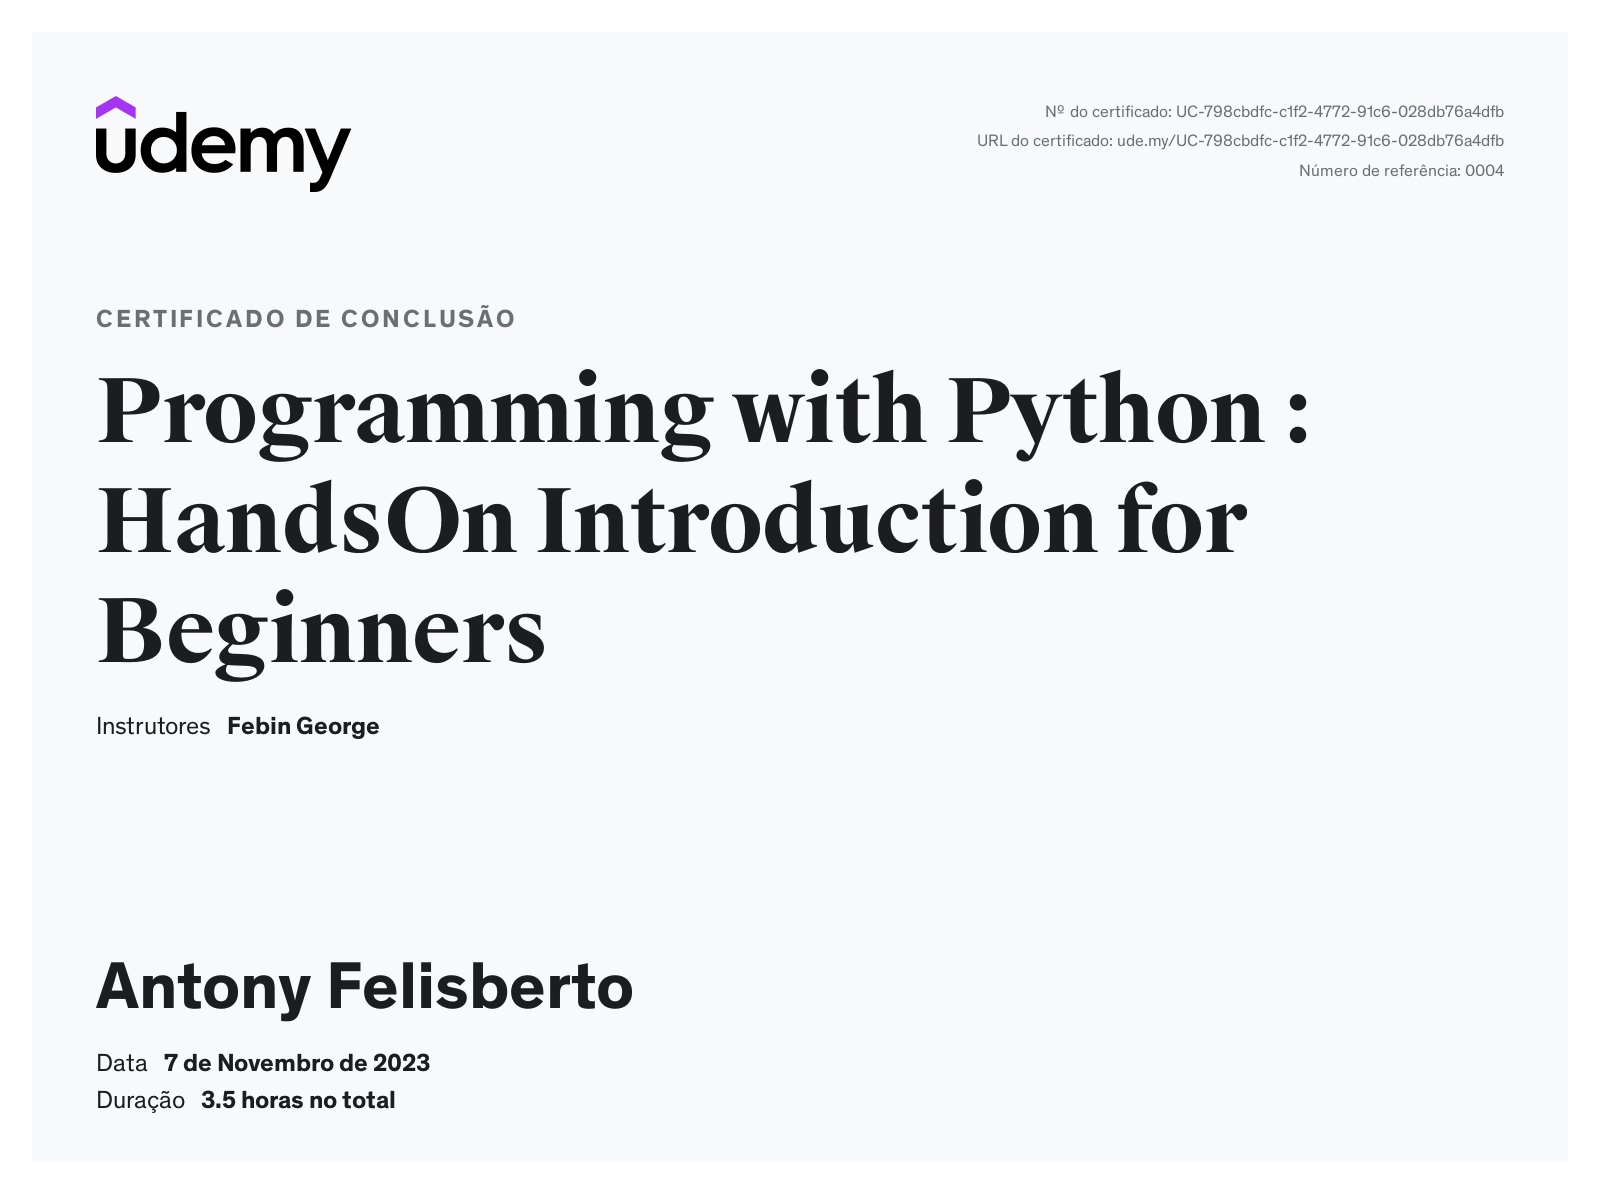 udemy
Nº do certificado: UC-798cbdfc-c1f2-4772-91c6-028db76a4dfb
URL do certificado: ude.my/UC-798cbdfc-c1f2-4772-91c6-028db76a4dfb
Número de referência: 0004
CERTIFICADO DE CONCLUSÃO
Programming with Python :
HandsOn Introduction for
Beginners
Instrutores Febin George
Antony Felisberto
Data 7 de Novembro de 2023
Duração 3.5 horas no total